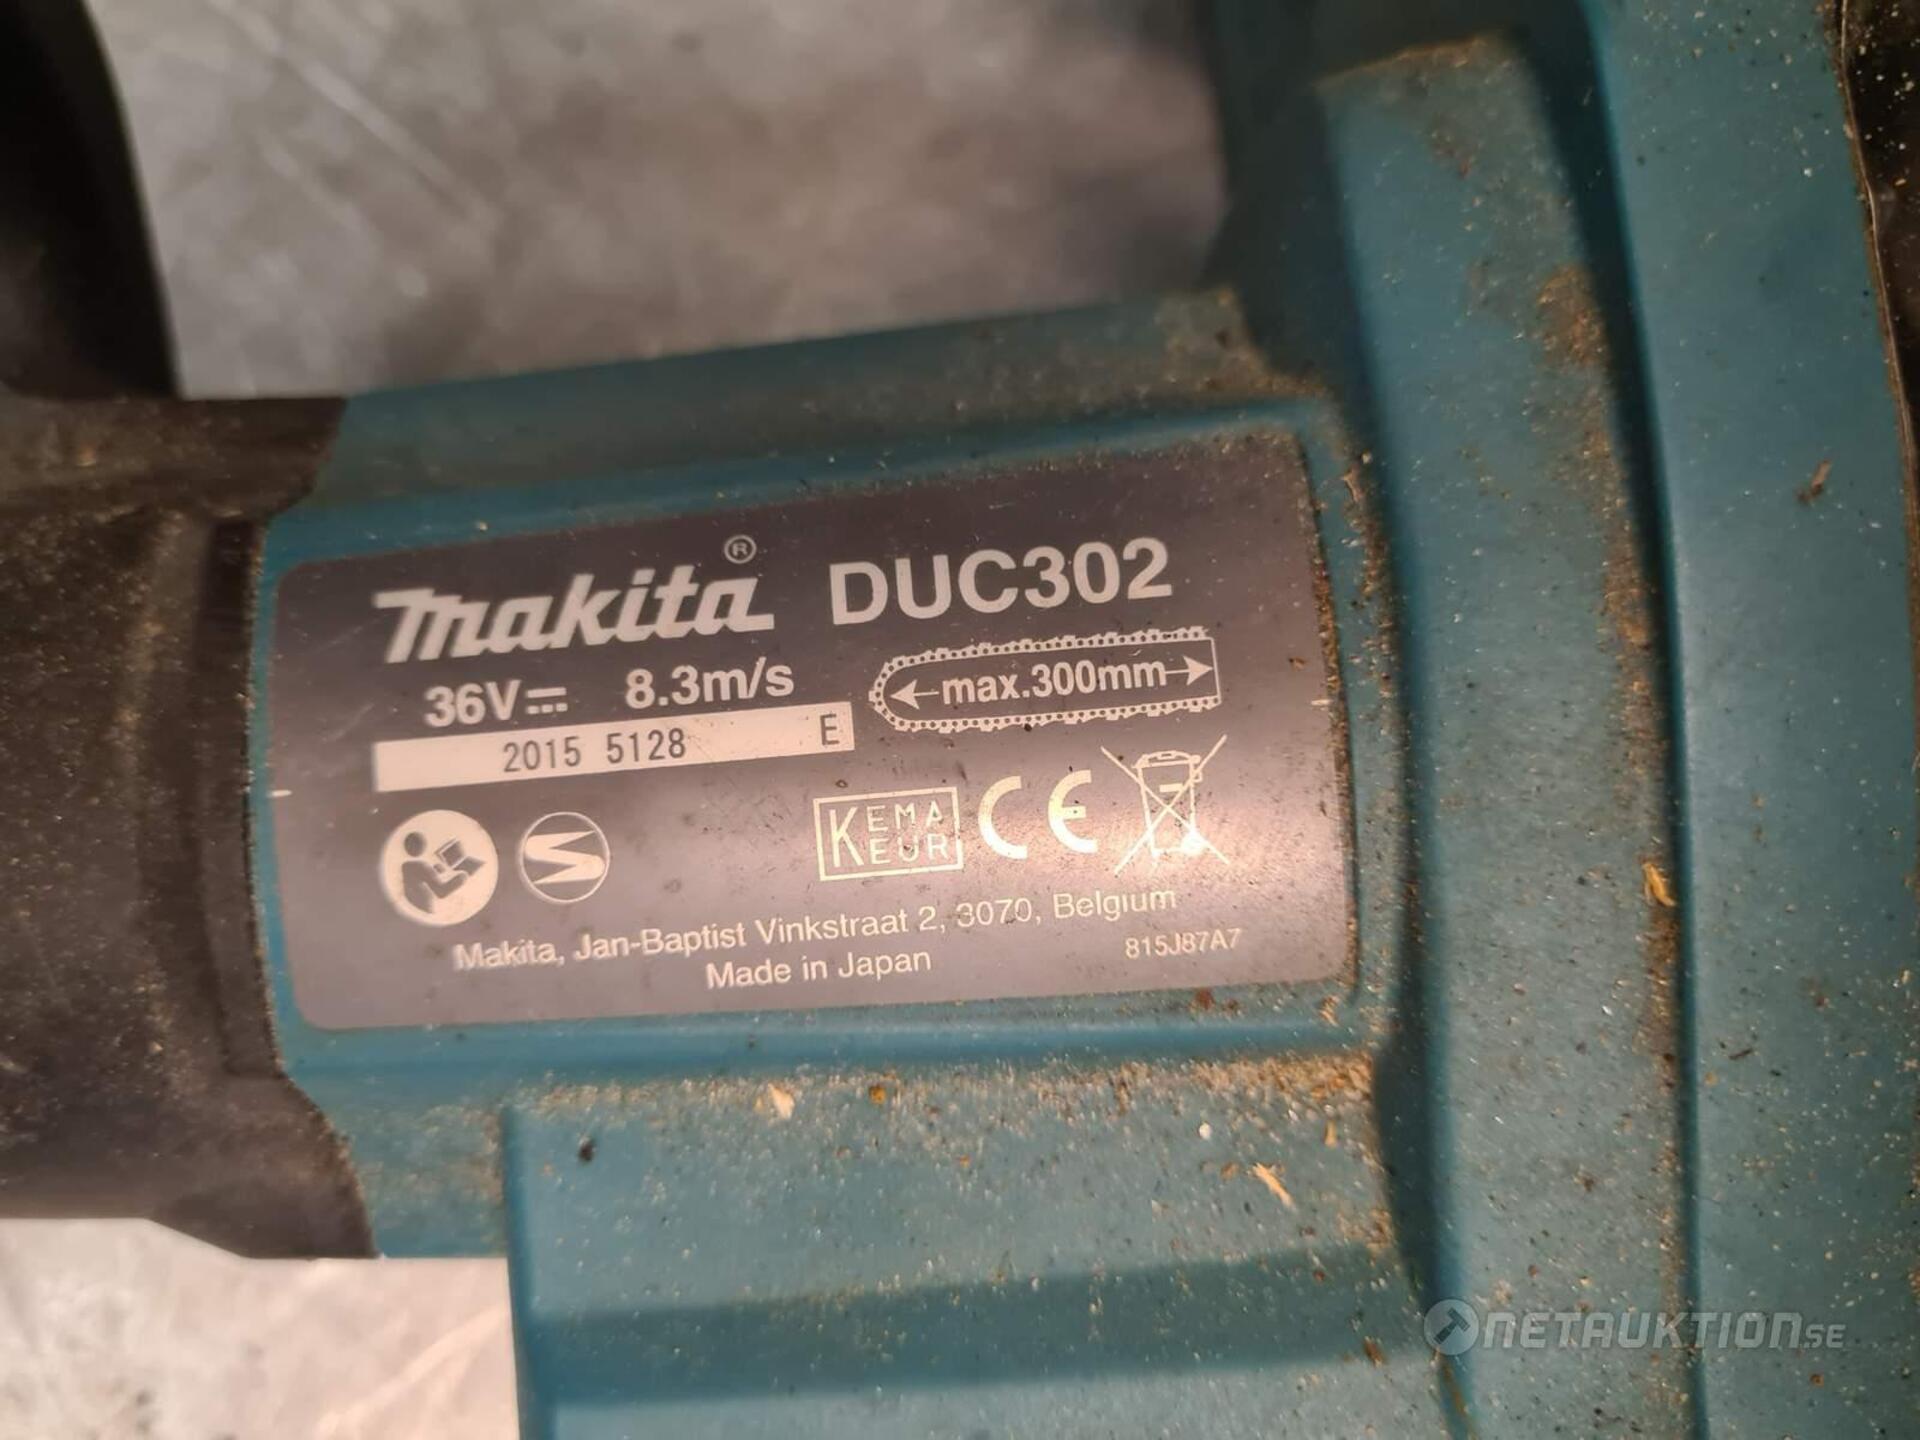 makita® DUC302
36V 8.3m/s
max.300mm
2015 5128 E
KEMA
EUR
CE
Makita, Jan-Baptist Vinkstraat 2, 3070, Belgium
Made in Japan 815J87A7
NETAUKTION.SE